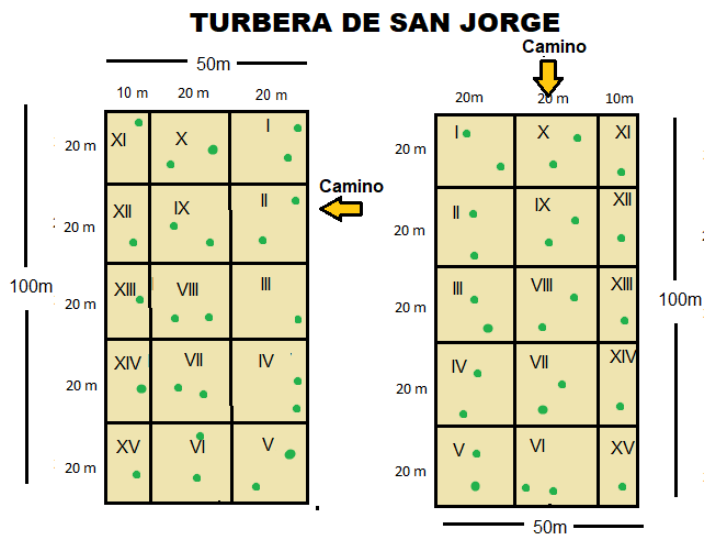 TURBERA DE SAN JORGE
50m
10 m 20 m 20 m
20 m XI X I
20 m XII IX II
Camino
100m
20 m XIII VIII III
20 m XIV VII IV
20 m XV VI V
Camino
20m 20 m 10m
20 m I X XI
20 m II IX XII
20 m III VIII XIII
100m
20 m IV VII XIV
20 m V VI XV
50m